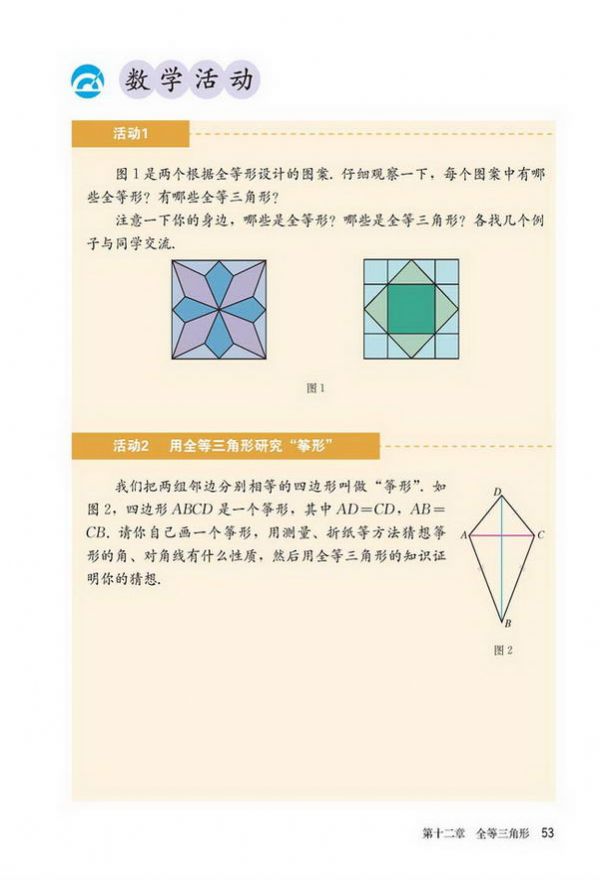 数学活动
活动1
图1是两个根据全等形设计的图案. 仔细观察一下，每个图案中有哪
些全等形？有哪些全等三角形？
注意一下你的身边，哪些是全等形？哪些是全等三角形？各找几个例
子与同学交流.
图1
活动2 用全等三角形研究“筝形”
我们把两组邻边分别相等的四边形叫做“筝形”. 如
图2，四边形ABCD是一个筝形，其中AD=CD，AB=
CB. 请你自己画一个筝形，用测量、折纸等方法猜想筝
形的角、对角线有什么性质，然后用全等三角形的知识证
明你的猜想.
D
A
C
B
图2
第十二章 全等三角形 53